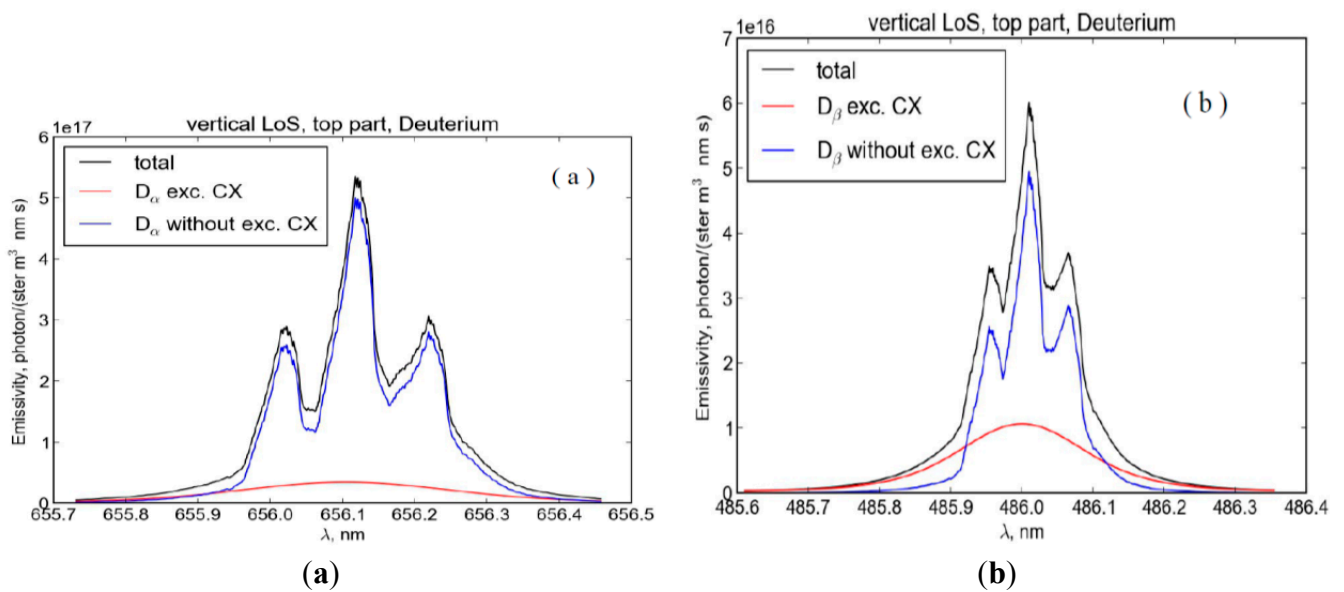 vertical LoS, top part, Deuterium
1e17
total
Dα exc. CX
Dα without exc. CX
( a )
Emissivity, photon/(ster m³ nm s)
6
5
4
3
2
1
0
655.7 655.8 655.9 656.0 656.1 656.2 656.3 656.4 656.5
λ, nm
(a)
vertical LoS, top part, Deuterium
1e16
total
Dβ exc. CX
Dβ without exc. CX
( b )
Emissivity, photon/(ster m³ nm s)
7
6
5
4
3
2
1
0
485.6 485.7 485.8 485.9 486.0 486.1 486.2 486.3 486.4
λ, nm
(b)